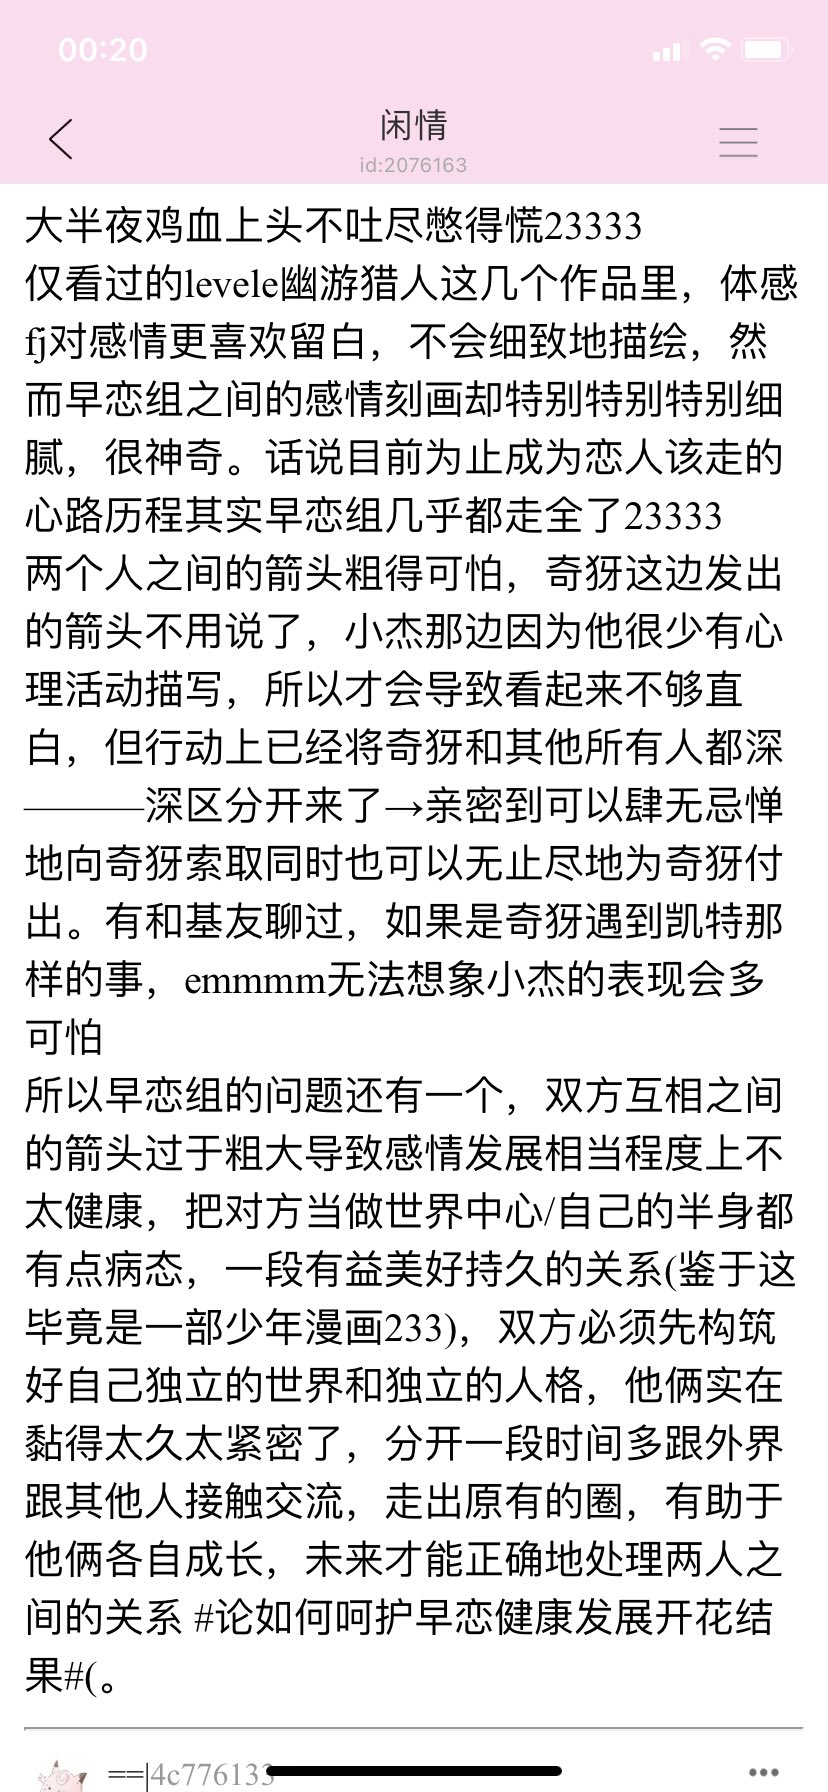 00:20
闲情
id:2076163
大半夜鸡血上头不吐尽憋得慌23333
仅看过的levele幽游猎人这几个作品里，体感
fj对感情更喜欢留白，不会细致地描绘，然
而早恋组之间的感情刻画却特别特别特别细
腻，很神奇。话说目前为止成为恋人该走的
心路历程其实早恋组几乎都走全了23333
两个人之间的箭头粗得可怕，奇犽这边发出
的箭头不用说了，小杰那边因为他很少有心
理活动描写，所以才会导致看起来不够直
白，但行动上已经将奇犽和其他所有人都深
———深区分开来了→亲密到可以肆无忌惮
地向奇犽索取同时也可以无止尽地为奇犽付
出。有和基友聊过，如果是奇犽遇到凯特那
样的事，emmmm无法想象小杰的表现会多
可怕
所以早恋组的问题还有一个，双方互相之间
的箭头过于粗大导致感情发展相当程度上不
太健康，把对方当做世界中心/自己的半身都
有点病态，一段有益美好持久的关系(鉴于这
毕竟是一部少年漫画233)，双方必须先构筑
好自己独立的世界和独立的人格，他俩实在
黏得太久太紧密了，分开一段时间多跟外界
跟其他人接触交流，走出原有的圈，有助于
他俩各自成长，未来才能正确地处理两人之
间的关系 #论如何呵护早恋健康发展开花结
果#(。
==|4c776133